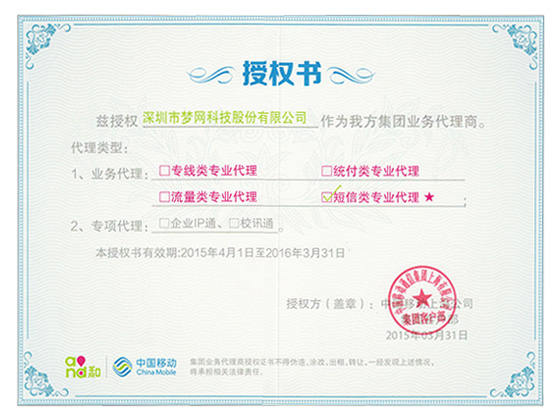 授权书
兹授权 深圳市梦网科技股份有限公司 作为我方集团业务代理商。
代理类型:
1、业务代理: □专线类专业代理 □统付类专业代理
□流量类专业代理 ☑短信类专业代理 ★ ;
2、专项代理: □企业IP通、□校讯通。
本授权书有效期:2015年4月1日至2016年3月31日
授权方(盖章):中国移动上海公司
集团客户部
2015年03月31日
and和 中国移动 China Mobile
集团业务代理商授权证书不得伪造、涂改、出租、转让,一经发现上述情况,
将承担相关法律责任。